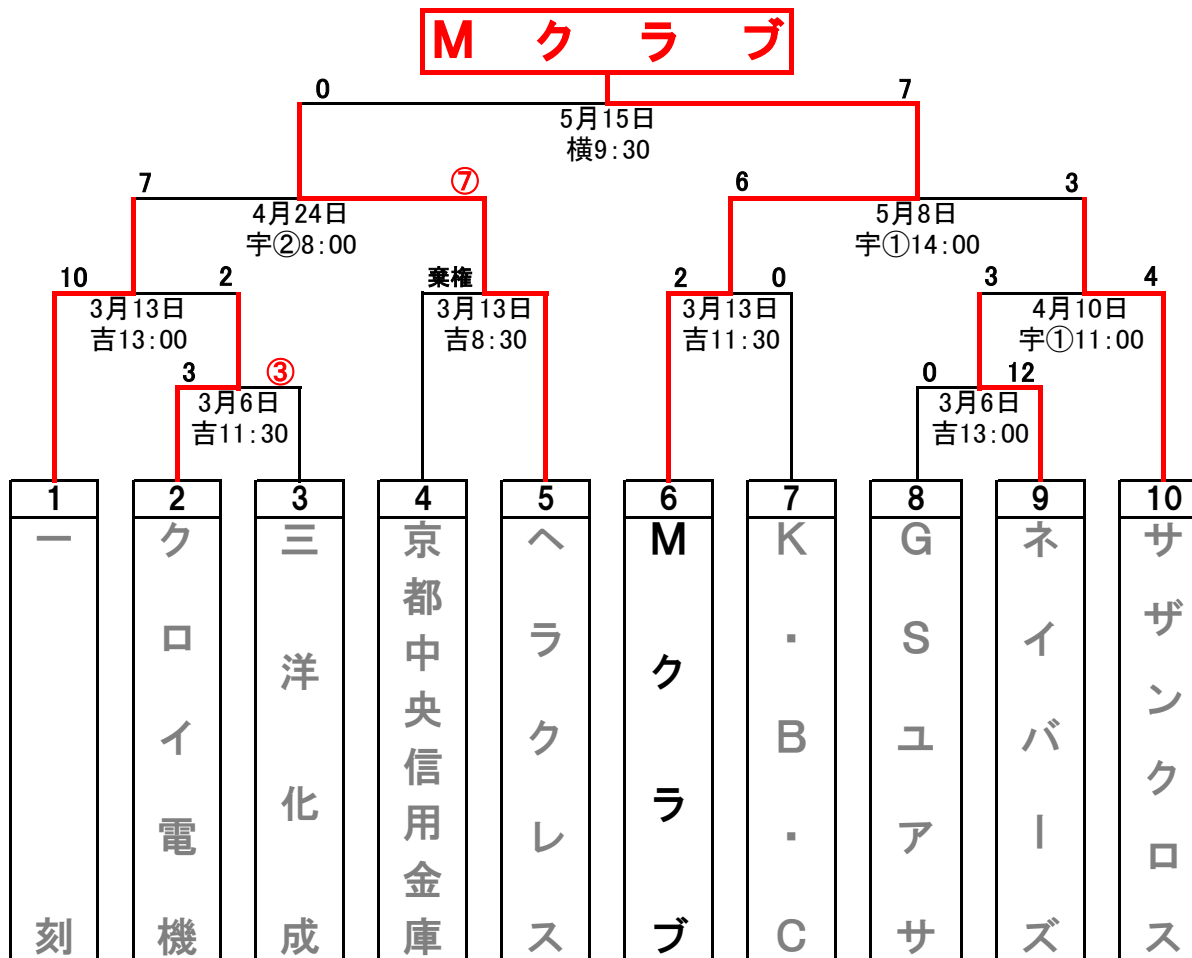 Mクラブ
0 7
5月15日
横9:30
7 ⑦ 6 3
4月24日 5月8日
宇②8:00 宇①14:00
10 2 棄権 2 0 3 4
3月13日 3月13日 3月13日 4月10日
吉13:00 吉8:30 吉11:30 宇①11:00
3 ③ 0 12
3月6日 3月6日
吉11:30 吉13:00
1 2 3 4 5 6 7 8 9 10
一刻
クロイ電機
三洋化成
京都中央信用金庫
ヘラクレス
Mクラブ
K・B・C
GSユアサ
ネイバーズ
サザンクロス